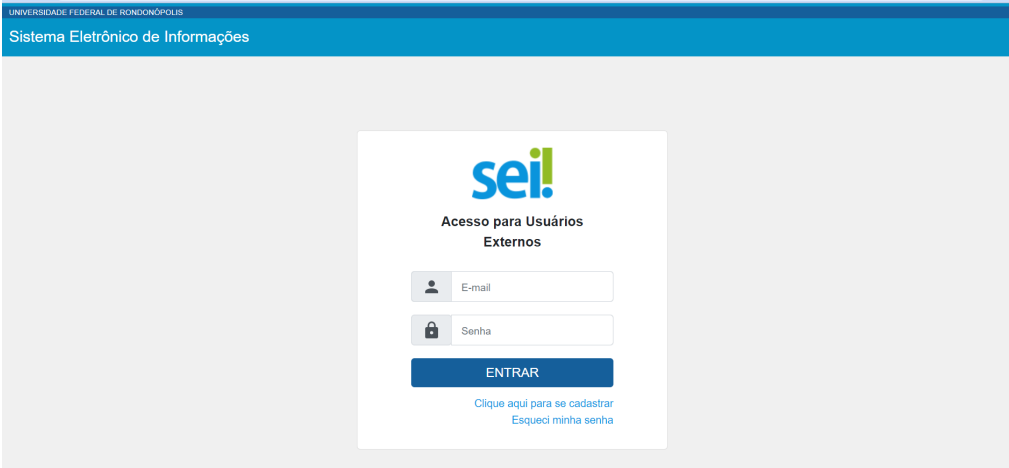 UNIVERSIDADE FEDERAL DE RONDONÓPOLIS
Sistema Eletrônico de Informações
sei!
Acesso para Usuários
Externos
E-mail
Senha
ENTRAR
Clique aqui para se cadastrar
Esqueci minha senha